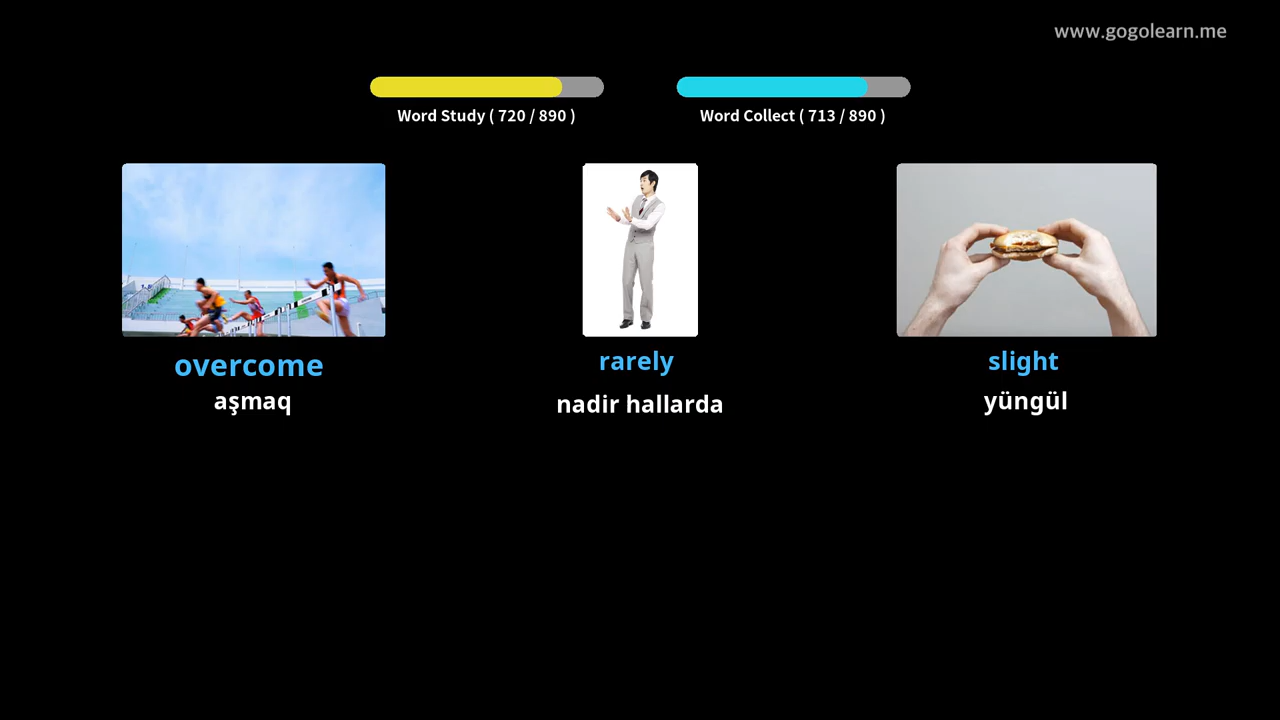 www.gogolearn.me
Word Study ( 720 / 890 )
Word Collect ( 713 / 890 )
overcome
aşmaq
rarely
nadir hallarda
slight
yüngül